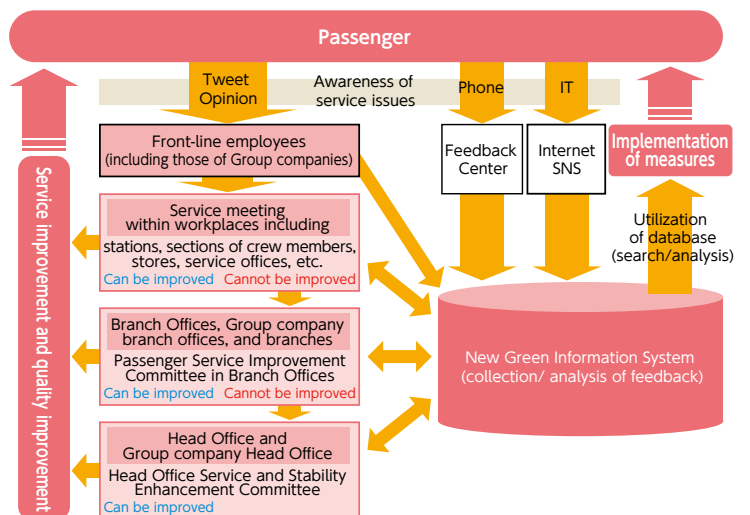 Passenger
Tweet
Opinion
Awareness of
service issues
Phone
IT
Front-line employees
(including those of Group companies)
Feedback
Center
Internet
SNS
Implementation
of measures
Service meeting
within workplaces including
stations, sections of crew members,
stores, service offices, etc.
Can be improved Cannot be improved
Utilization
of database
(search/analysis)
Branch Offices, Group company
branch offices, and branches
Passenger Service Improvement
Committee in Branch Offices
Can be improved Cannot be improved
New Green Information System
(collection/ analysis of feedback)
Head Office and
Group company Head Office
Head Office Service and Stability
Enhancement Committee
Can be improved
Service improvement and quality improvement